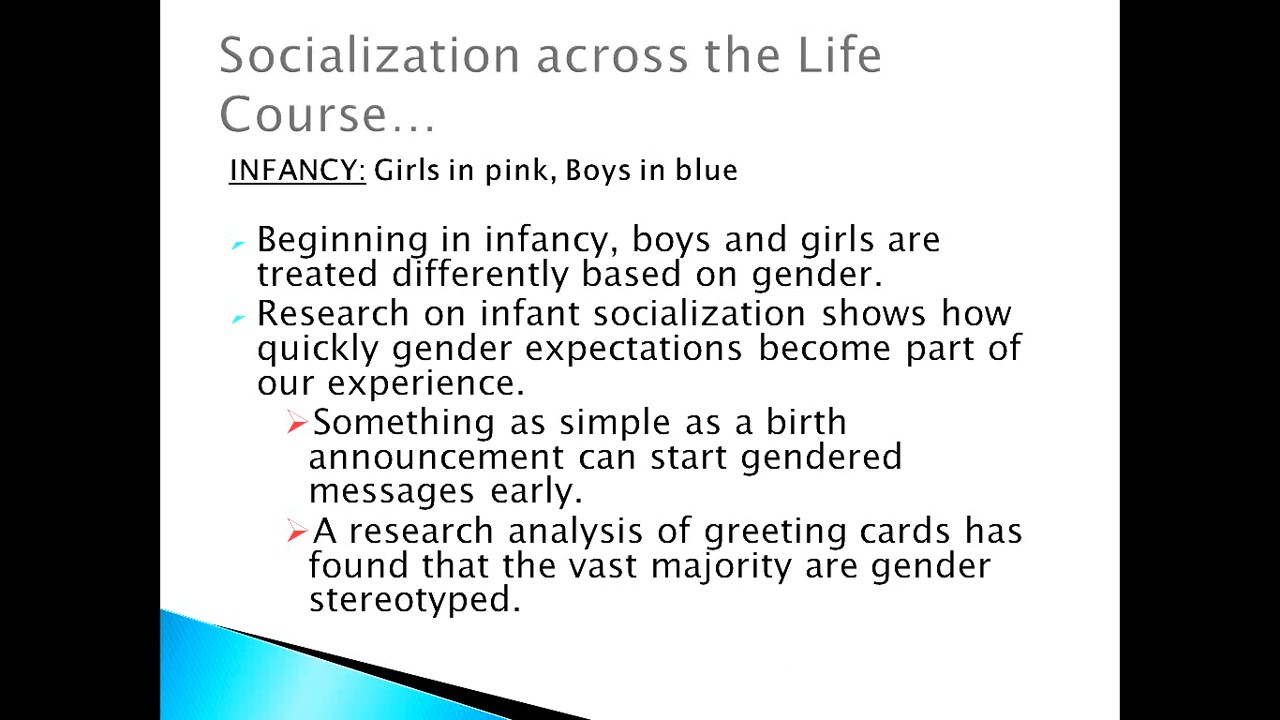 Socialization across the Life
Course…
INFANCY: Girls in pink, Boys in blue
Beginning in infancy, boys and girls are
treated differently based on gender.
Research on infant socialization shows how
quickly gender expectations become part of
our experience.
Something as simple as a birth
announcement can start gendered
messages early.
A research analysis of greeting cards has
found that the vast majority are gender
stereotyped.